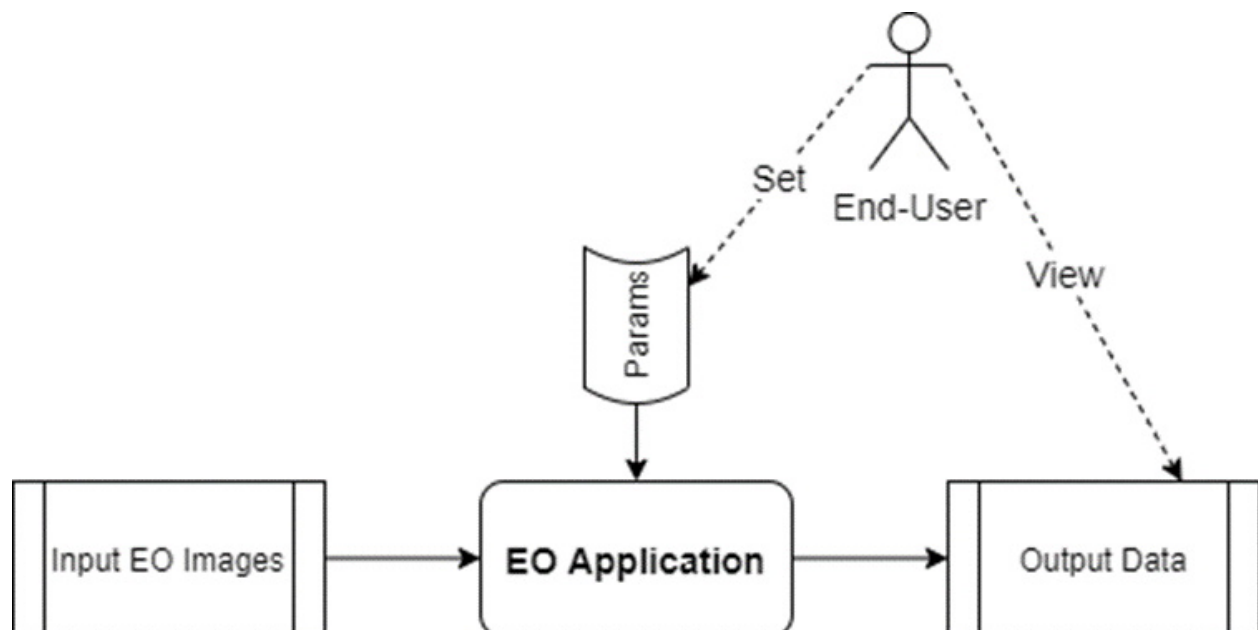 Set
End-User
View
Params
Input EO Images
EO Application
Output Data